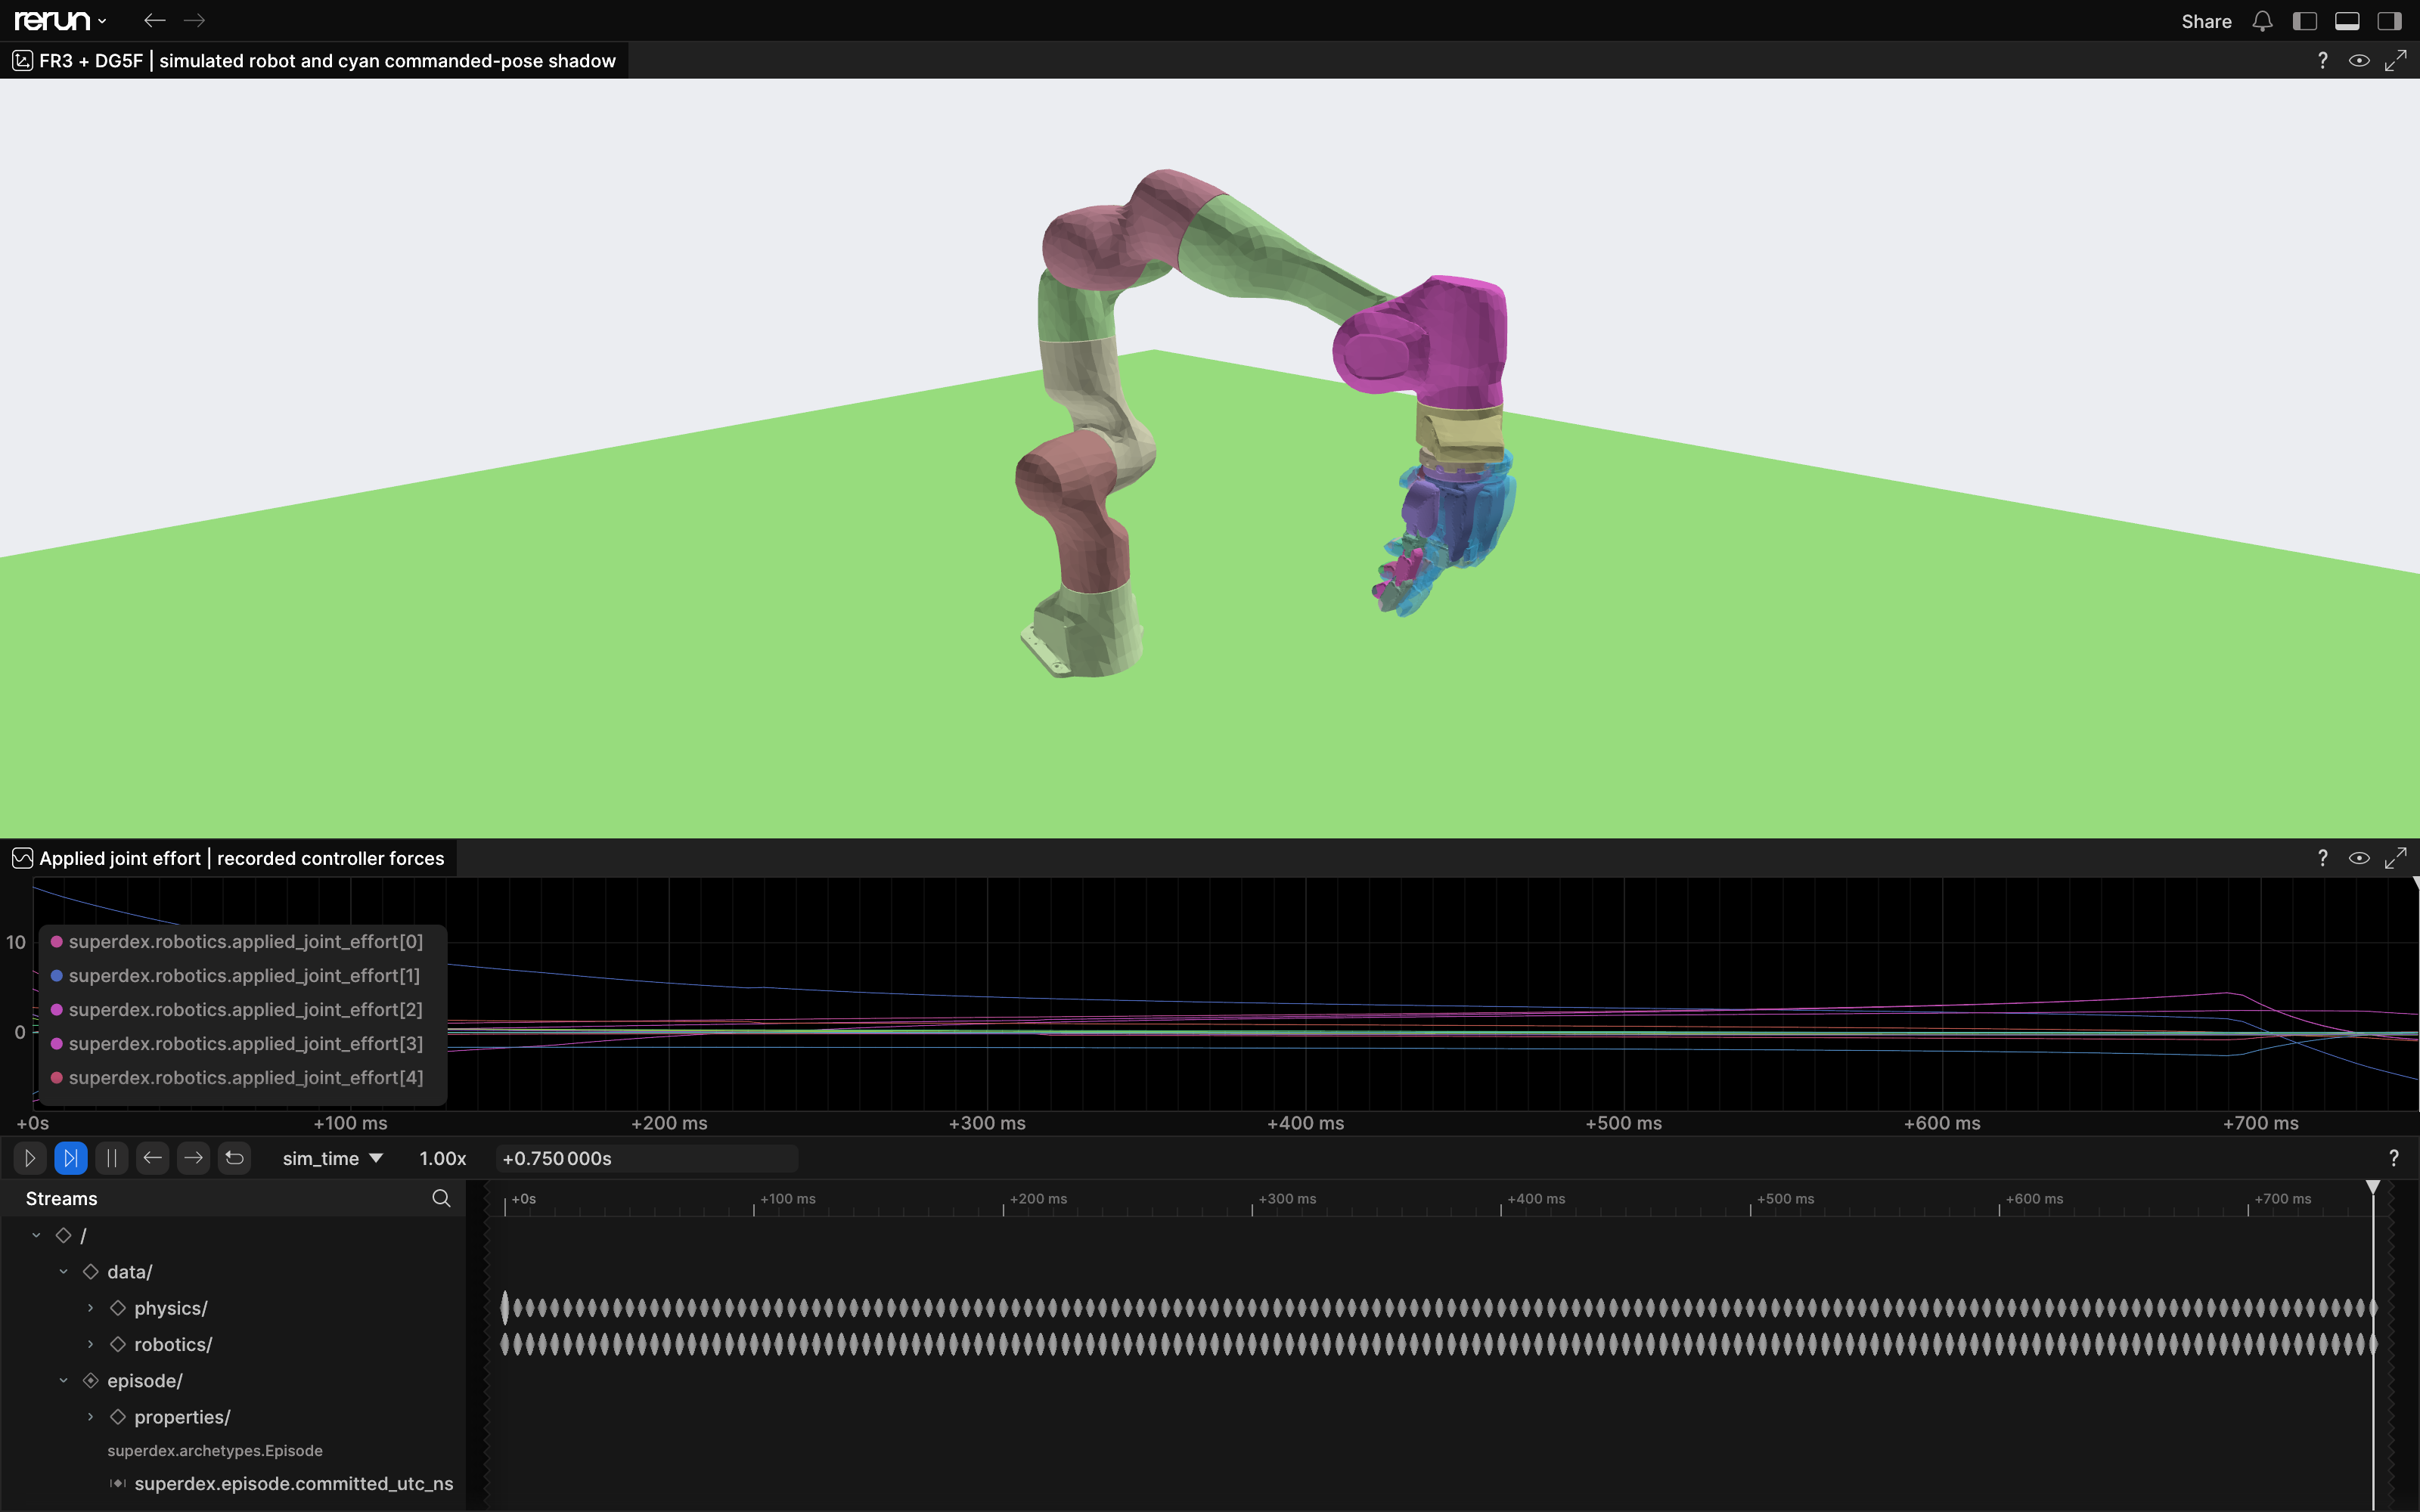 rerun
Share
FR3 + DG5F | simulated robot and cyan commanded-pose shadow
?
Applied joint effort | recorded controller forces
?
10
0
superdex.robotics.applied_joint_effort[0]
superdex.robotics.applied_joint_effort[1]
superdex.robotics.applied_joint_effort[2]
superdex.robotics.applied_joint_effort[3]
superdex.robotics.applied_joint_effort[4]
+0s +100 ms +200 ms +300 ms +400 ms +500 ms +600 ms +700 ms
sim_time 1.00x +0.750 000s ?
Streams
+0s +100 ms +200 ms +300 ms +400 ms +500 ms +600 ms +700 ms
/
data/
physics/
robotics/
episode/
properties/
superdex.archetypes.Episode
superdex.episode.committed_utc_ns